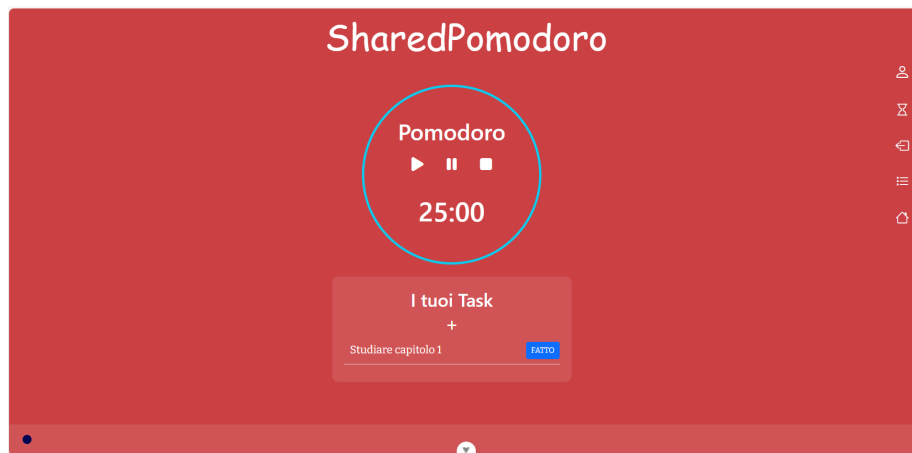 SharedPomodoro
Pomodoro
25:00
I tuoi Task
+
Studiare capitolo 1 FATTO